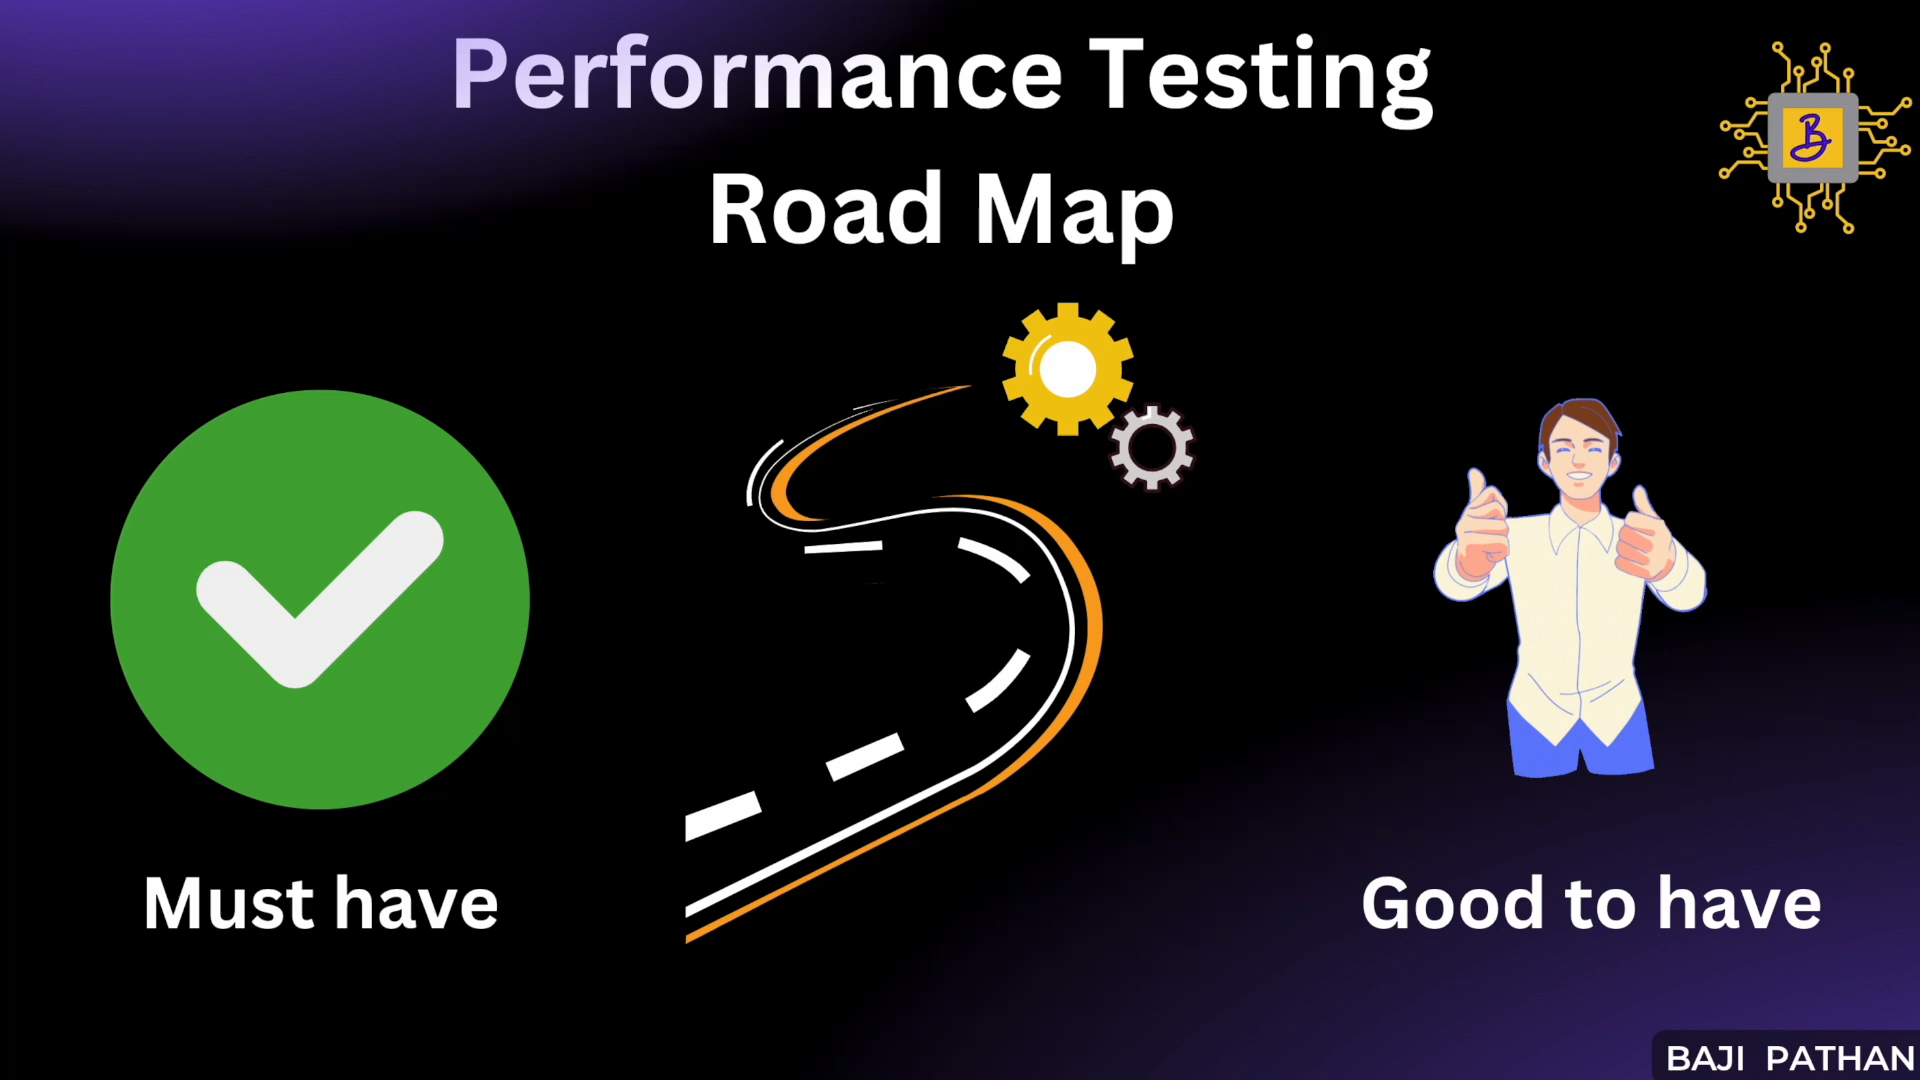 Performance Testing
Road Map
B
Must have
Good to have
BAJI PATHAN